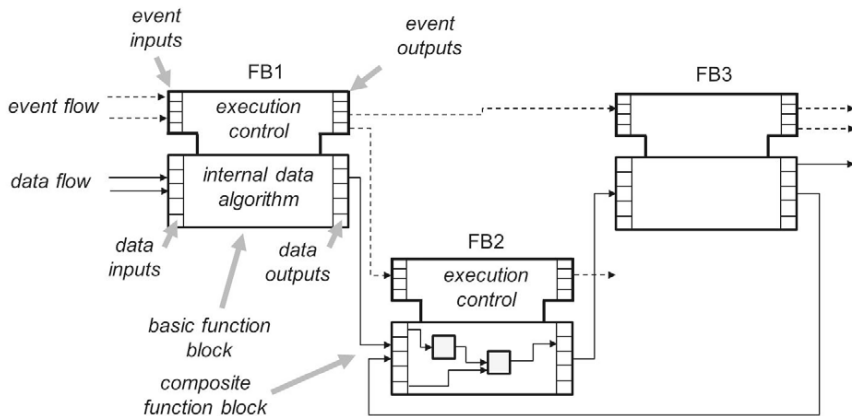 event
inputs
event
outputs
FB1
FB3
event flow
execution
control
data flow
internal data
algorithm
data
inputs
data
outputs
FB2
execution
control
basic function
block
composite
function block